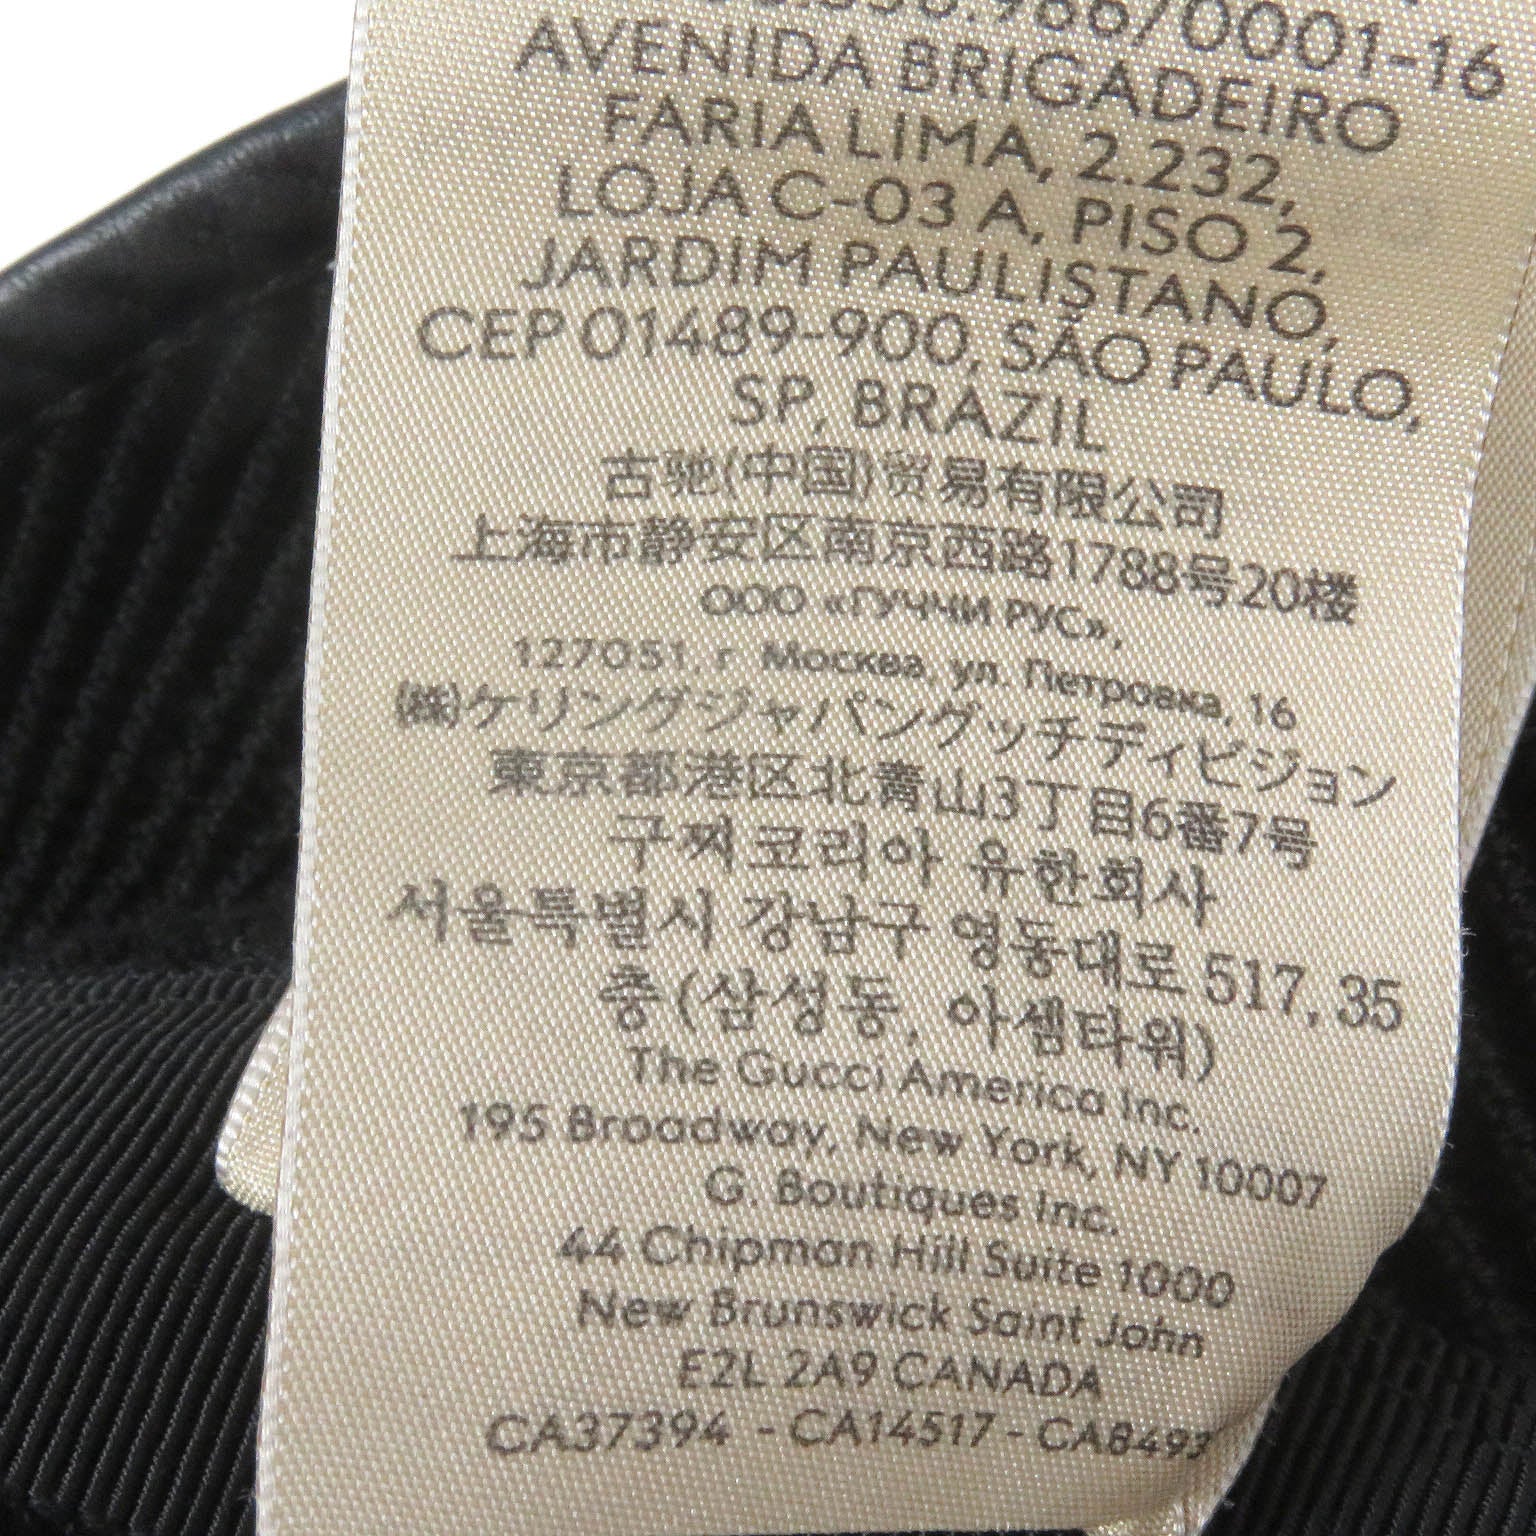 .986/0001-16
AVENIDA BRIGADEIRO
FARIA LIMA, 2.232,
LOJA C-03 A, PISO 2,
JARDIM PAULISTANO,
CEP 01489-900, SÃO PAULO,
SP, BRAZIL
古驰(中国)贸易有限公司
上海市静安区南京西路1788号20楼
ООО «ГУЧЧИ РУС»,
127051, г Москва, ул. Петровка, 16
(株)ケリングジャパングッチディビジョン
東京都港区北青山3丁目6番7号
구찌코리아 유한회사
서울특별시 강남구 영동대로 517, 35
층(삼성동, 아셈타워)
The Gucci America Inc.
195 Broadway, New York, NY 10007
G. Boutiques Inc.
44 Chipman Hill Suite 1000
New Brunswick Saint John
E2L 2A9 CANADA
CA37394 - CA14517 - CA8493